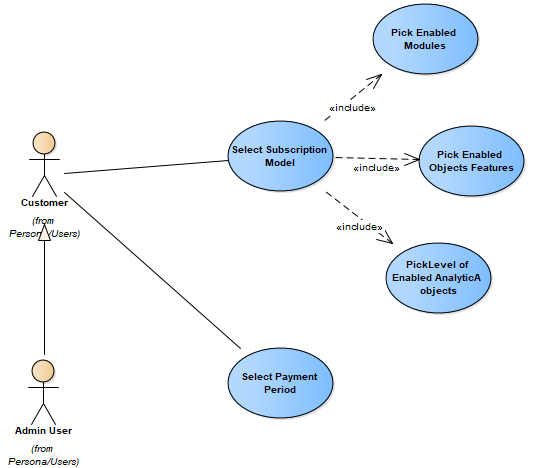 Pick Enabled
Modules
«include»
Select Subscription
Model
Pick Enabled
Objects Features
«include»
Customer
(from
Persona/Users)
«include»
PickLevel of
Enabled AnalyticA
objects
Select Payment
Period
Admin User
(from
Persona/Users)